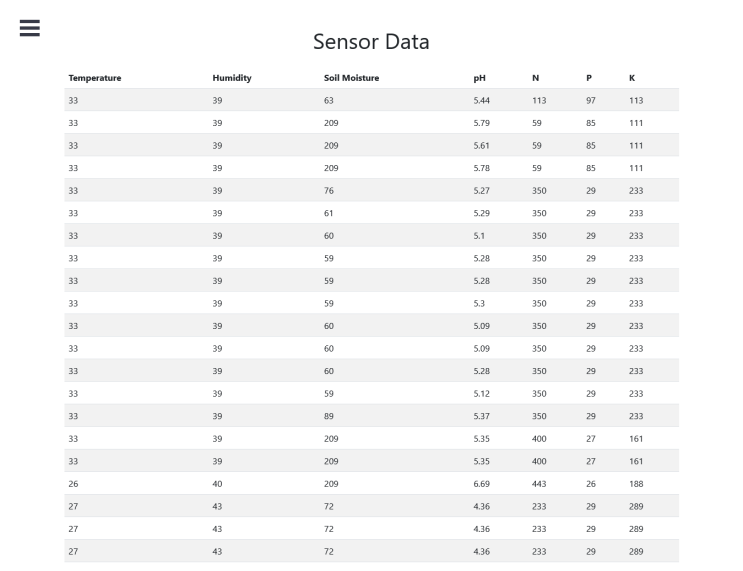 Sensor Data
Temperature Humidity Soil Moisture pH N P K
33 39 63 5.44 113 97 113
33 39 209 5.79 59 85 111
33 39 209 5.61 59 85 111
33 39 209 5.78 59 85 111
33 39 76 5.27 350 29 233
33 39 61 5.29 350 29 233
33 39 60 5.1 350 29 233
33 39 59 5.28 350 29 233
33 39 59 5.28 350 29 233
33 39 59 5.3 350 29 233
33 39 60 5.09 350 29 233
33 39 60 5.09 350 29 233
33 39 60 5.28 350 29 233
33 39 59 5.12 350 29 233
33 39 89 5.37 350 29 233
33 39 209 5.35 400 27 161
33 39 209 5.35 400 27 161
26 40 209 6.69 443 26 188
27 43 72 4.36 233 29 289
27 43 72 4.36 233 29 289
27 43 72 4.36 233 29 289